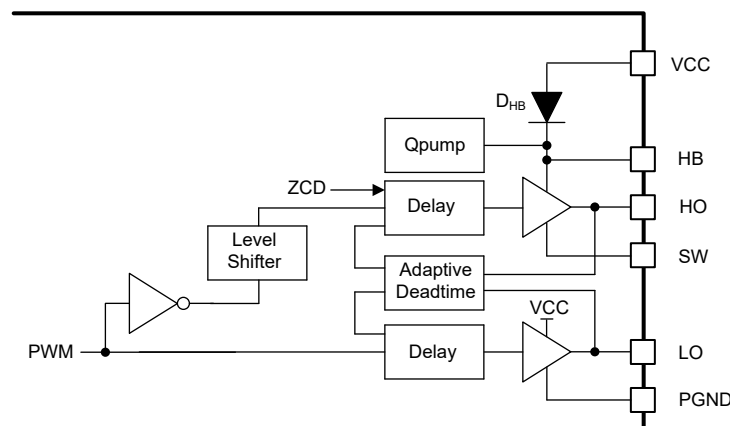 VCC
D_HB
Qpump
HB
ZCD
Delay
HO
Level
Shifter
SW
Adaptive
Deadtime
VCC
PWM
Delay
LO
PGND